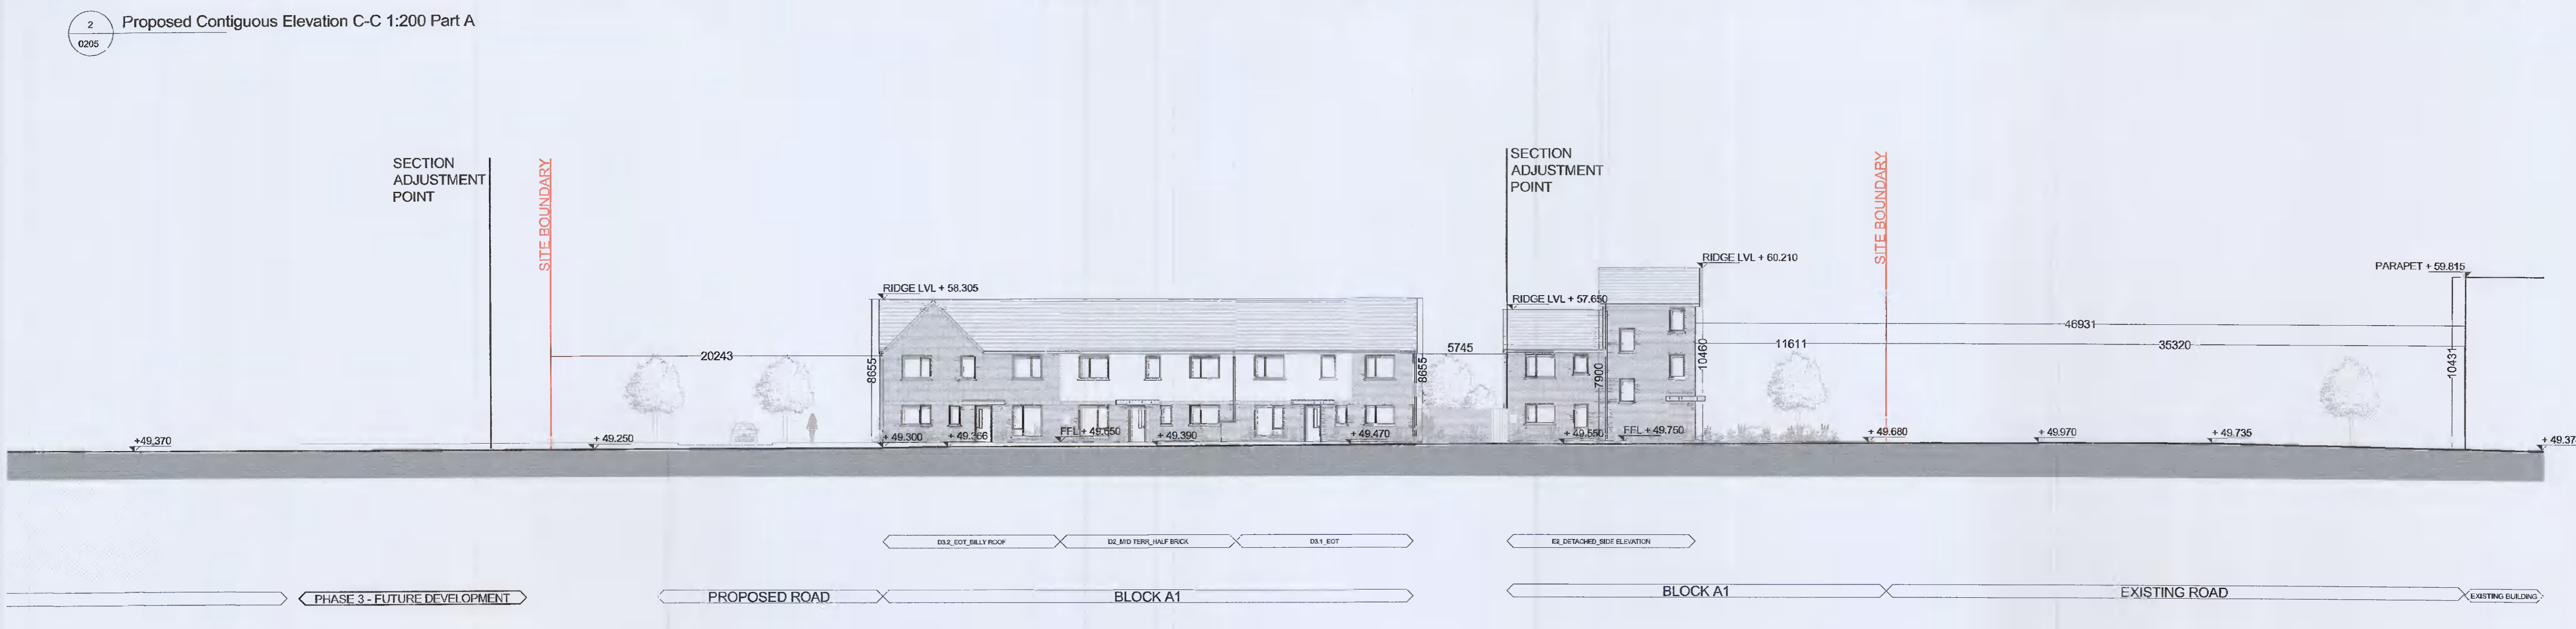 2
0205
Proposed Contiguous Elevation C-C 1:200 Part A
SECTION
ADJUSTMENT
POINT
SITE BOUNDARY
SECTION
ADJUSTMENT
POINT
SITE BOUNDARY
RIDGE LVL + 58.305
RIDGE LVL + 57.650
RIDGE LVL + 60.210
PARAPET + 59.815
20243
8655
8655
5745
7900
10460
46931
11611
35320
10431
+49.370
+ 49.250
+ 49.300
+ 49.366
FFL + 49.650
+ 49.390
+ 49.470
+ 49.550
FFL + 49.750
+ 49.680
+ 49.970
+ 49.735
+ 49.37
D3.2_EOT_BILLY ROOF
D2_MID TERR_HALF BRICK
D3.1_EOT
E2_DETACHED_SIDE ELEVATION
PHASE 3 - FUTURE DEVELOPMENT
PROPOSED ROAD
BLOCK A1
BLOCK A1
EXISTING ROAD
EXISTING BUILDING